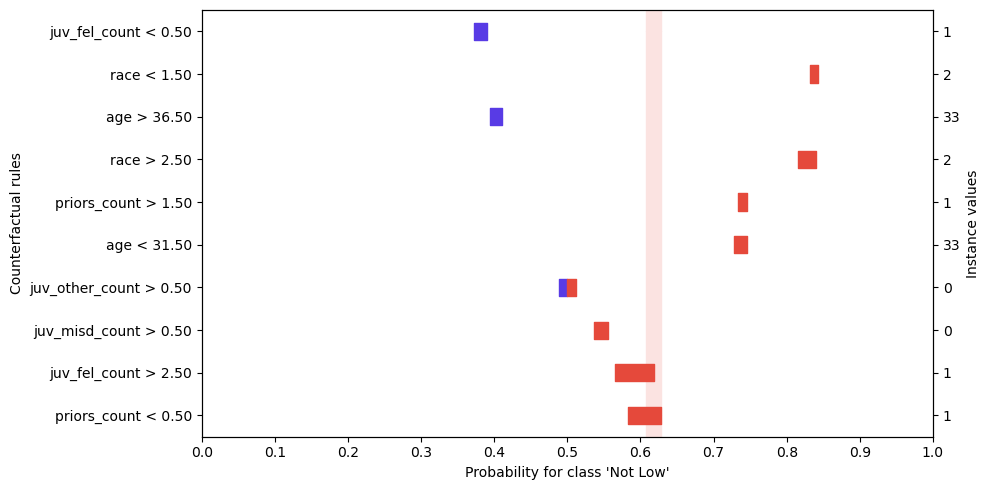 Counterfactual rules
juv_fel_count < 0.50 1
race < 1.50 2
age > 36.50 33
race > 2.50 2
priors_count > 1.50 1
age < 31.50 33
juv_other_count > 0.50 0
juv_misd_count > 0.50 0
juv_fel_count > 2.50 1
priors_count < 0.50 1
Instance values
0.0 0.1 0.2 0.3 0.4 0.5 0.6 0.7 0.8 0.9 1.0
Probability for class 'Not Low'